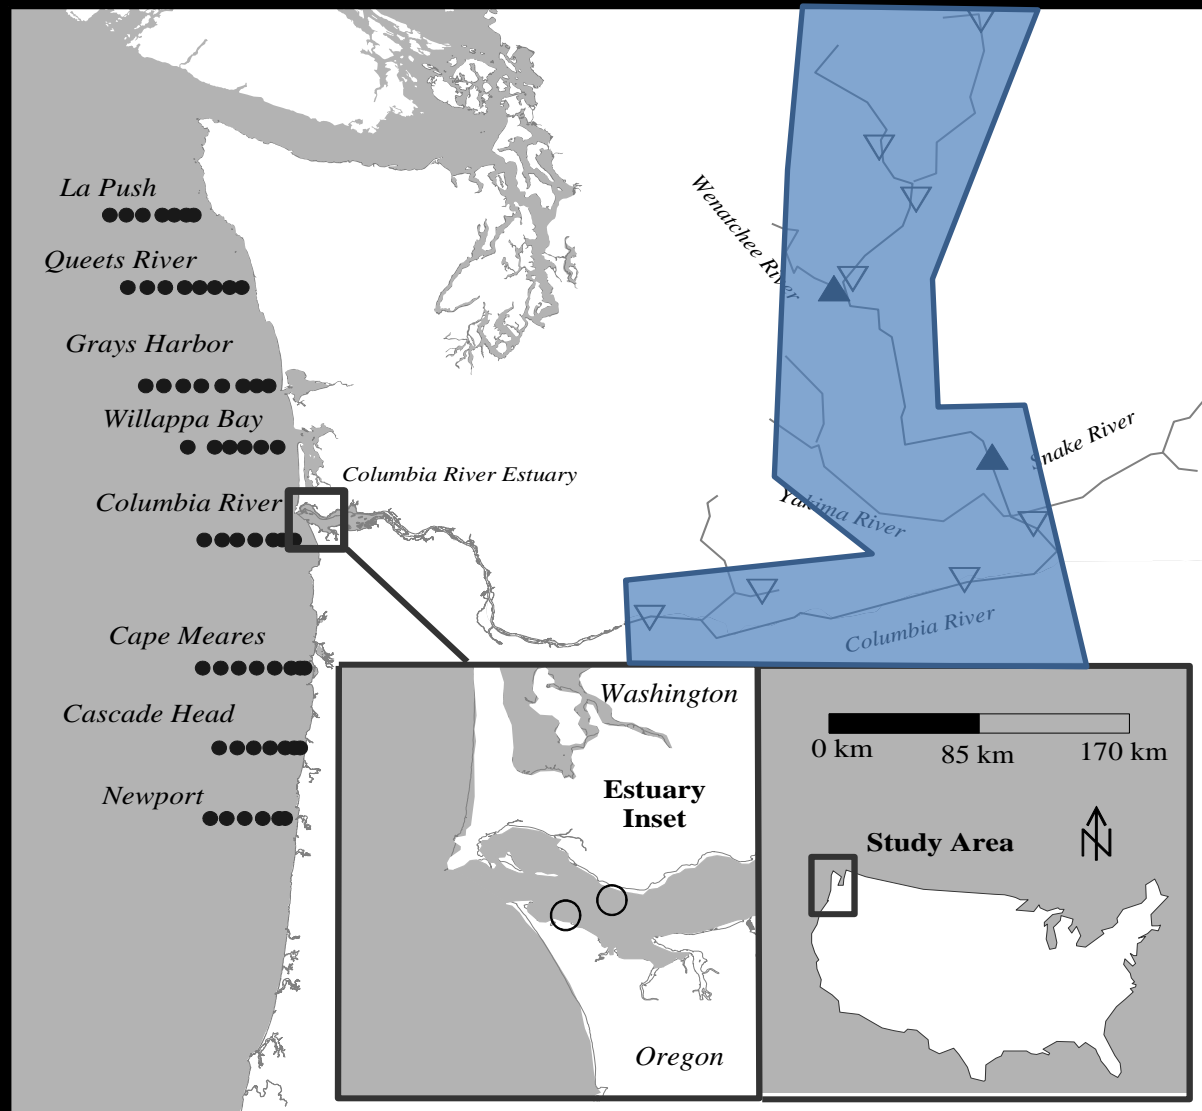 La Push
Queets River
Grays Harbor
Willappa Bay
Columbia River
Cape Meares
Cascade Head
Newport
Columbia River Estuary
Wenatchee River
Snake River
Yakima River
Columbia River
Washington
Estuary
Inset
Oregon
0 km
85 km
170 km
Study Area
N